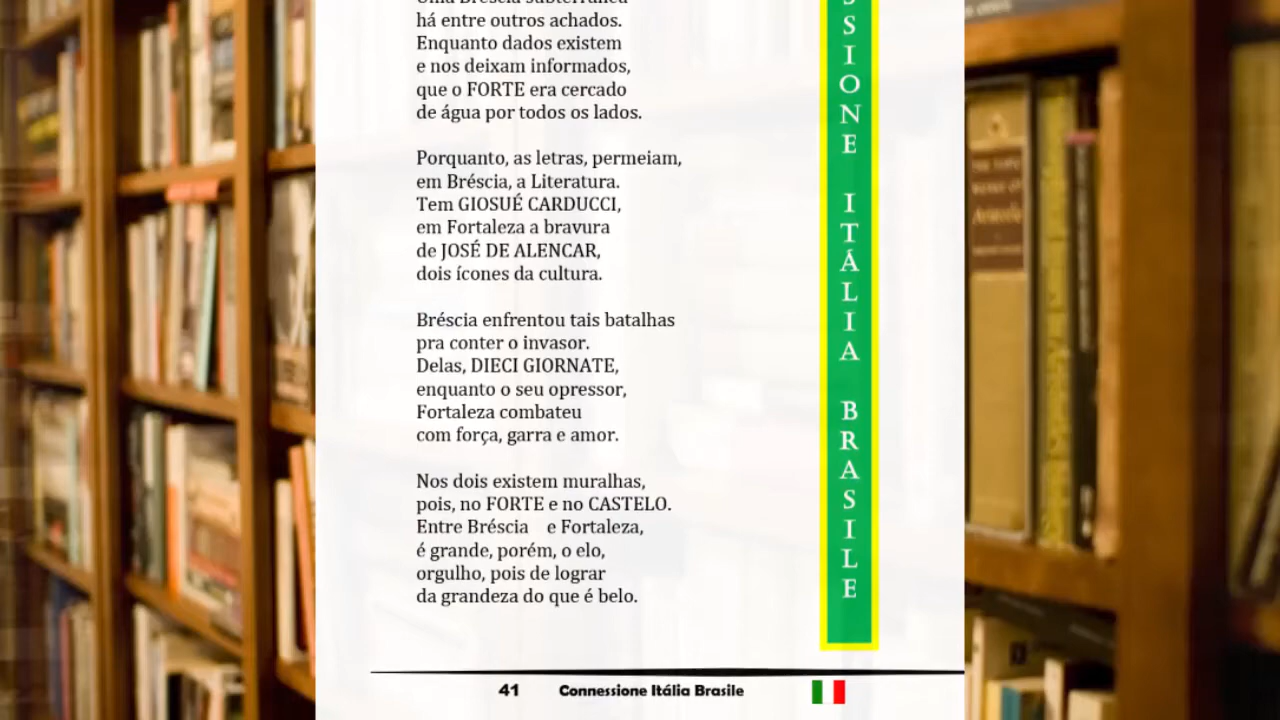 há entre outros achados.
Enquanto dados existem
e nos deixam informados,
que o FORTE era cercado
de água por todos os lados.
Porquanto, as letras, permeiam,
em Bréscia, a Literatura.
Tem GIOSUÉ CARDUCCI,
em Fortaleza a bravura
de JOSÉ DE ALENCAR,
dois ícones da cultura.
Bréscia enfrentou tais batalhas
pra conter o invasor.
Delas, DIECI GIORNATE,
enquanto o seu opressor,
Fortaleza combateu
com força, garra e amor.
Nos dois existem muralhas,
pois, no FORTE e no CASTELO.
Entre Bréscia e Fortaleza,
é grande, porém, o elo,
orgulho, pois de lograr
da grandeza do que é belo.
SSIONE ITÁLIA BRASILE
41 Connessione Itália Brasile